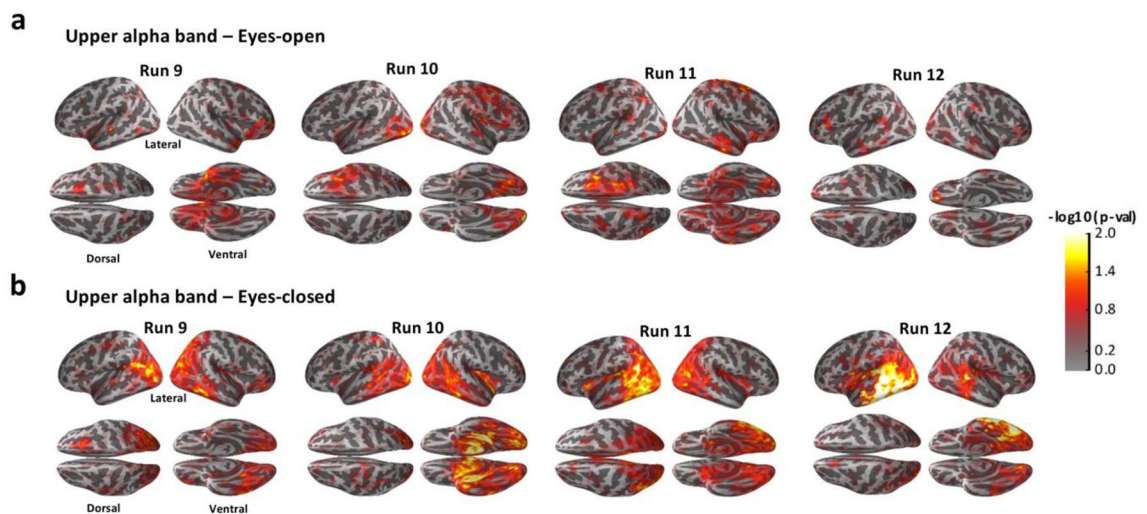 a
Upper alpha band – Eyes-open
Run 9
Run 10
Run 11
Run 12
Lateral
Dorsal
Ventral
-log10 (p-val)
2.0
1.4
0.8
0.2
0.0
b
Upper alpha band – Eyes-closed
Run 9
Run 10
Run 11
Run 12
Lateral
Dorsal
Ventral